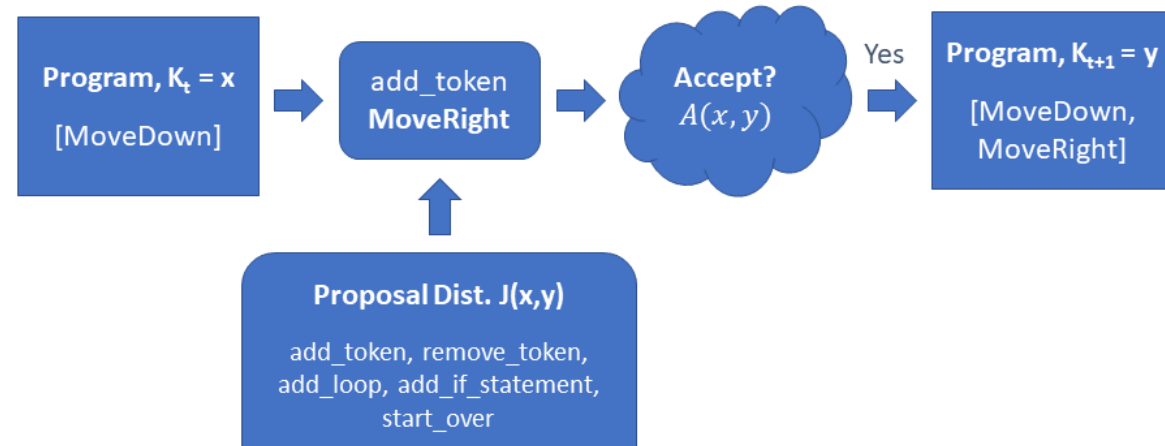 Program, Kt = x
[MoveDown]
add_token
MoveRight
Accept?
A(x, y)
Yes
Program, Kt+1 = y
[MoveDown,
MoveRight]
Proposal Dist. J(x,y)
add_token, remove_token,
add_loop, add_if_statement,
start_over